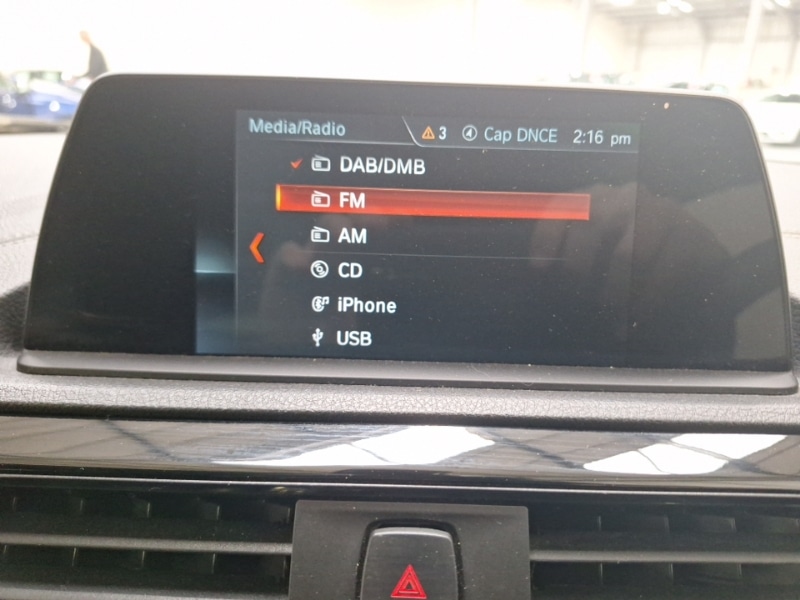 Media/Radio 3 Cap DNCE 2:16 pm
DAB/DMB
FM
AM
CD
iPhone
USB